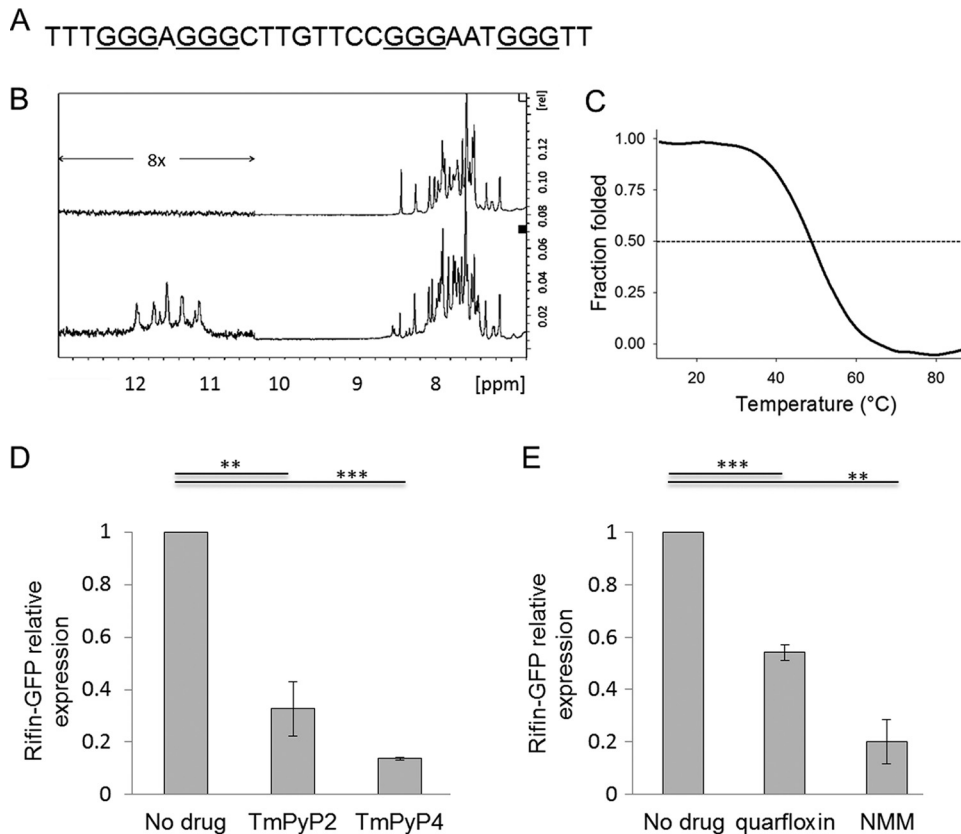 A
TTTGGGAGGGCTTGTTCCGGGAATGGGTT
B
8x
[rel]
0.12
0.10
0.08
0.06
0.04
0.02
12 11 10 9 8 [ppm]
C
Fraction folded
1.00
0.75
0.50
0.25
0.00
20 40 60 80
Temperature (°C)
D
**
***
Rifin-GFP relative
expression
1
0.8
0.6
0.4
0.2
0
No drug TmPyP2 TmPyP4
E
***
**
Rifin-GFP relative
expression
1
0.8
0.6
0.4
0.2
0
No drug quarfloxin NMM